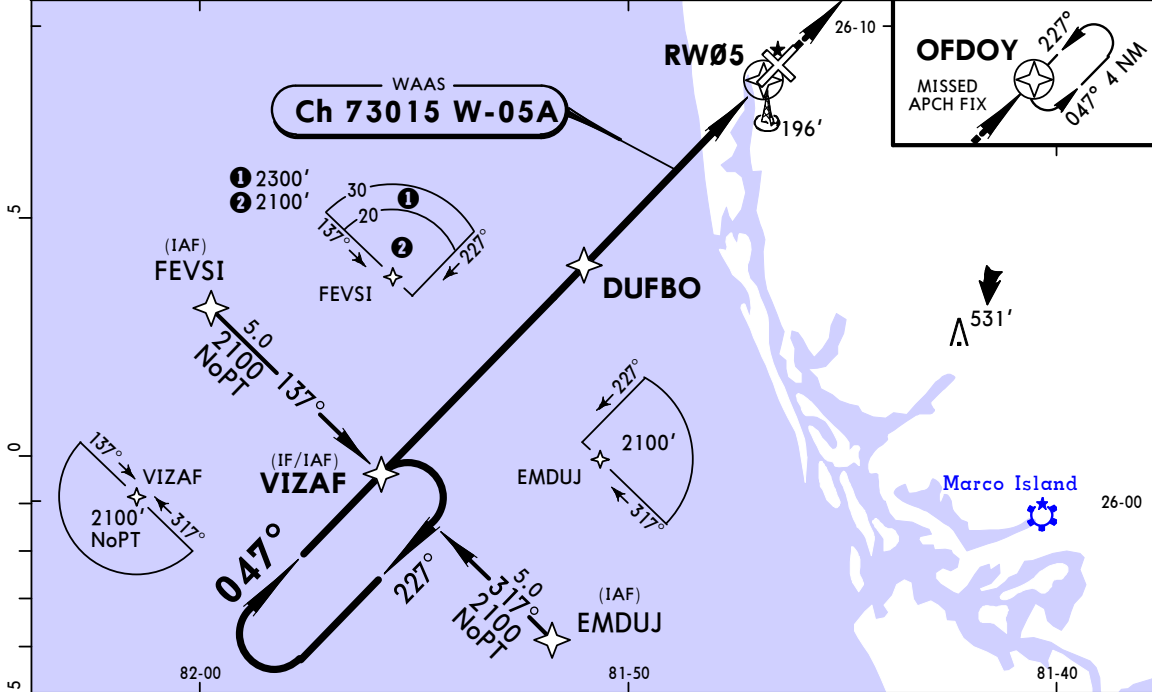 RWØ5
26-10
OFDOY
MISSED
APCH FIX
227°
047° 4 NM
WAAS
Ch 73015 W-05A
196'
❶ 2300'
❷ 2100'
30
❶
20
❷
137°
227°
FEVSI
5
(IAF)
FEVSI
5.0
2100
NoPT
137°
DUFBO
531'
227°
2100'
EMDUJ
317°
0
(IF/IAF)
VIZAF
137°
VIZAF
2100'
NoPT
317°
Marco Island
26-00
047°
227°
5.0
317°
2100
NoPT
(IAF)
EMDUJ
5
82-00
81-50
81-40